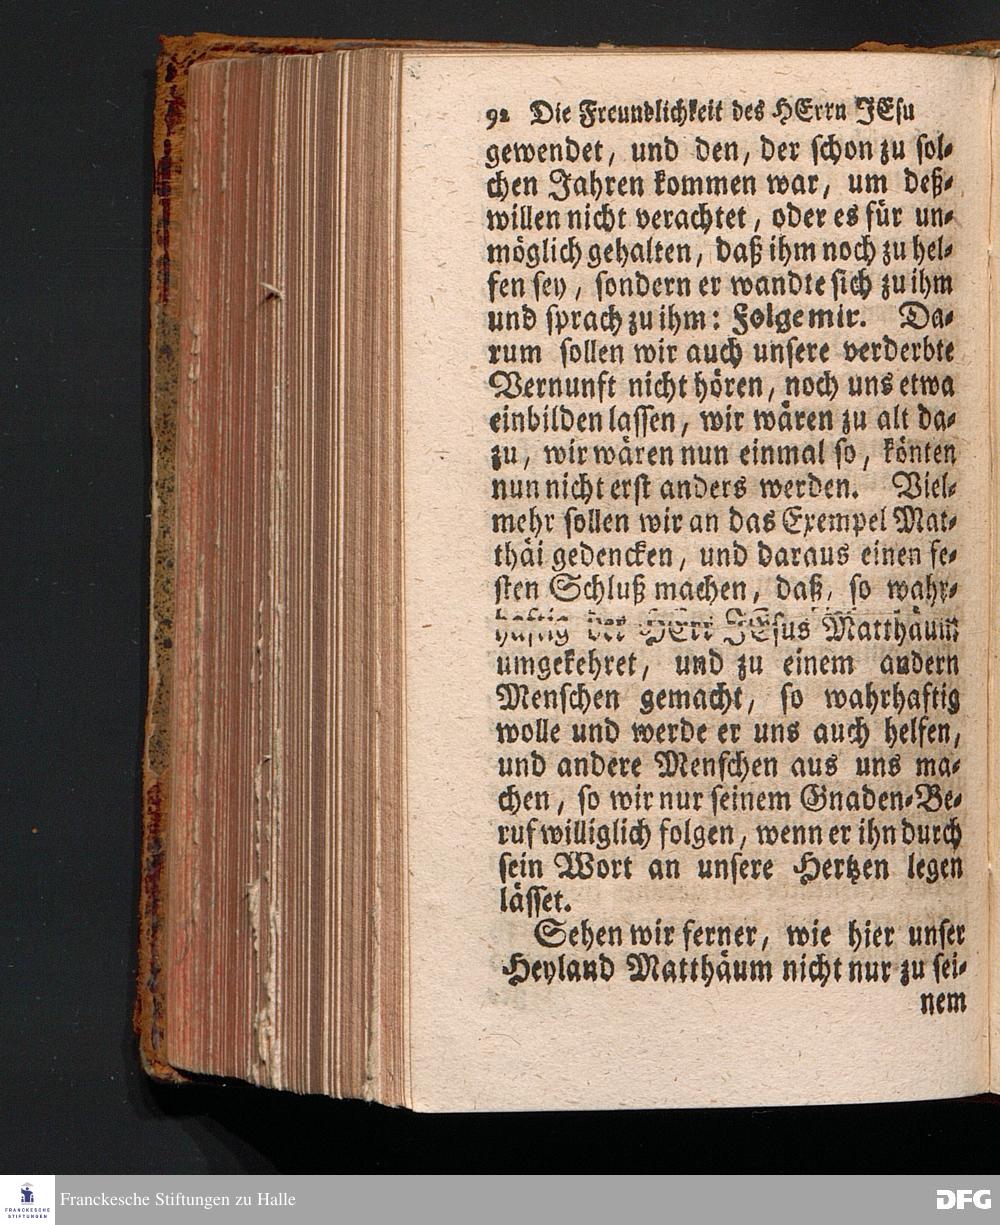 92 Die Freundlichkeit des HErrn JEsu
gewendet, und den, der schon zu sol-
chen Jahren kommen war, um deß-
willen nicht verachtet, oder es für un-
möglich gehalten, daß ihm noch zu hel-
fen sey, sondern er wandte sich zu ihm
und sprach zu ihm: Folge mir. Da-
rum sollen wir auch unsere verderbte
Vernunft nicht hören, noch uns etwa
einbilden lassen, wir wären zu alt da-
zu, wir wären nun einmal so, könten
nun nicht erst anders werden. Viel-
mehr sollen wir an das Exempel Mat-
thäi gedencken, und daraus einen fe-
sten Schluß machen, daß, so wahr-
haftig der HErr JEsus Matthäum
umgekehret, und zu einem andern
Menschen gemacht, so wahrhaftig
wolle und werde er uns auch helfen,
und andere Menschen aus uns ma-
chen, so wir nur seinem Gnaden-Be-
ruf williglich folgen, wenn er ihn durch
sein Wort an unsere Hertzen legen
lässet.
Sehen wir ferner, wie hier unser
Heyland Matthäum nicht nur zu sei-
nem
FRANCKESCHE
STIFTUNGEN
Franckesche Stiftungen zu Halle
DFG